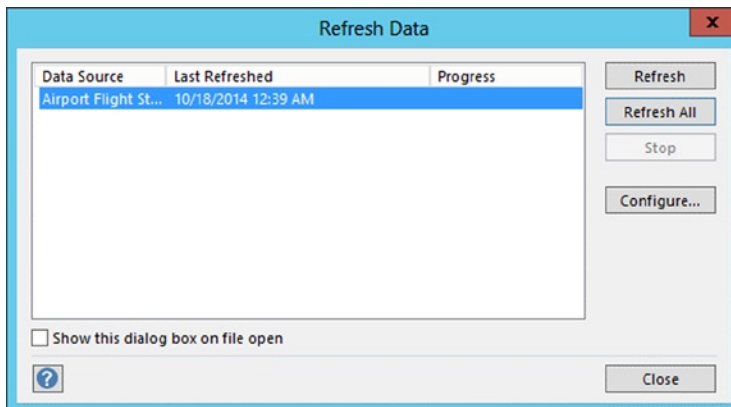 Refresh Data
x
Data Source Last Refreshed Progress
Airport Flight St... 10/18/2014 12:39 AM
Refresh
Refresh All
Stop
Configure...
Show this dialog box on file open
?
Close